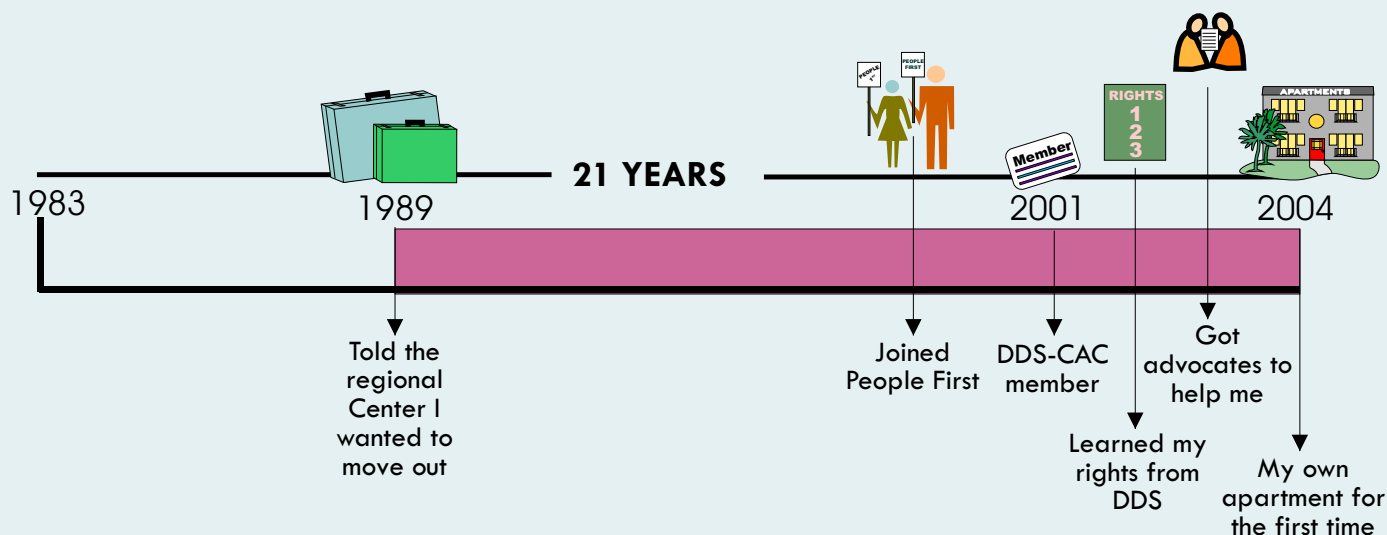 PEOPLE
1st
PEOPLE
FIRST
RIGHTS
1
2
3
APARTMENTS
Member
21 YEARS
1983
1989
2001
2004
Told the
regional
Center I
wanted to
move out
Joined
People First
DDS-CAC
member
Learned my
rights from
DDS
Got
advocates to
help me
My own
apartment for
the first time